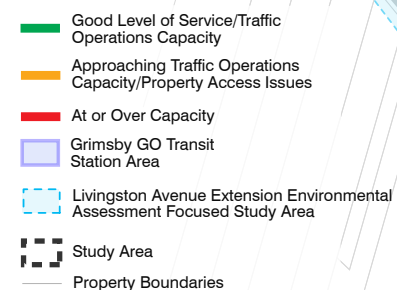 Good Level of Service/Traffic
Operations Capacity
Approaching Traffic Operations
Capacity/Property Access Issues
At or Over Capacity
Grimsby GO Transit
Station Area
Livingston Avenue Extension Environmental
Assessment Focused Study Area
Study Area
Property Boundaries